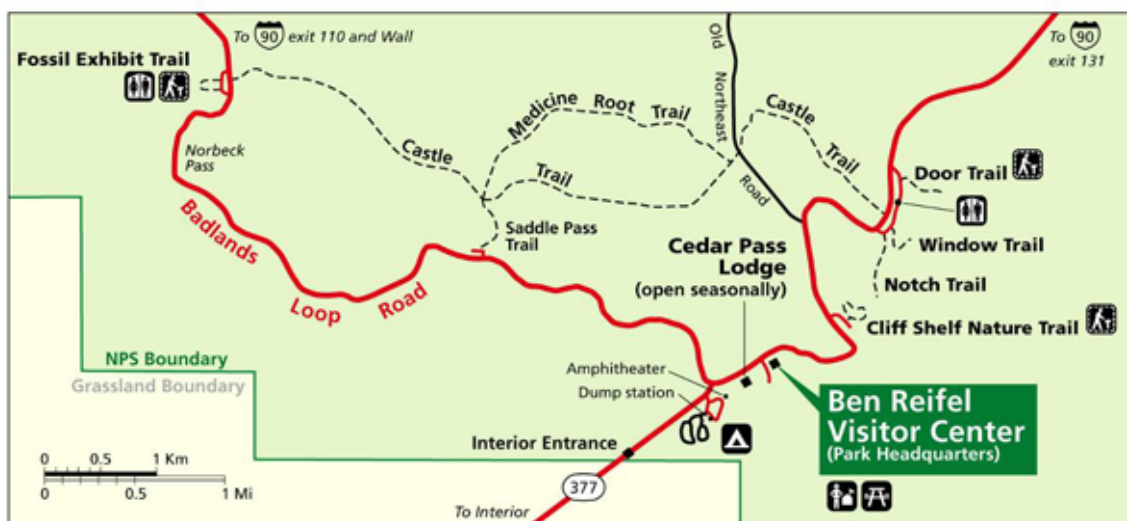 To 90 exit 110 and Wall
Fossil Exhibit Trail
Norbeck
Pass
Badlands
Loop
Road
Castle
Trail
Medicine Root Trail
Saddle Pass
Trail
Old
Northeast
Road
Castle
Trail
To 90
exit 131
Door Trail
Window Trail
Notch Trail
Cliff Shelf Nature Trail
Cedar Pass
Lodge
(open seasonally)
Amphitheater
Dump station
Ben Reifel
Visitor Center
(Park Headquarters)
Interior Entrance
377
To Interior
NPS Boundary
Grassland Boundary
0 0.5 1 Km
0 0.5 1 Mi